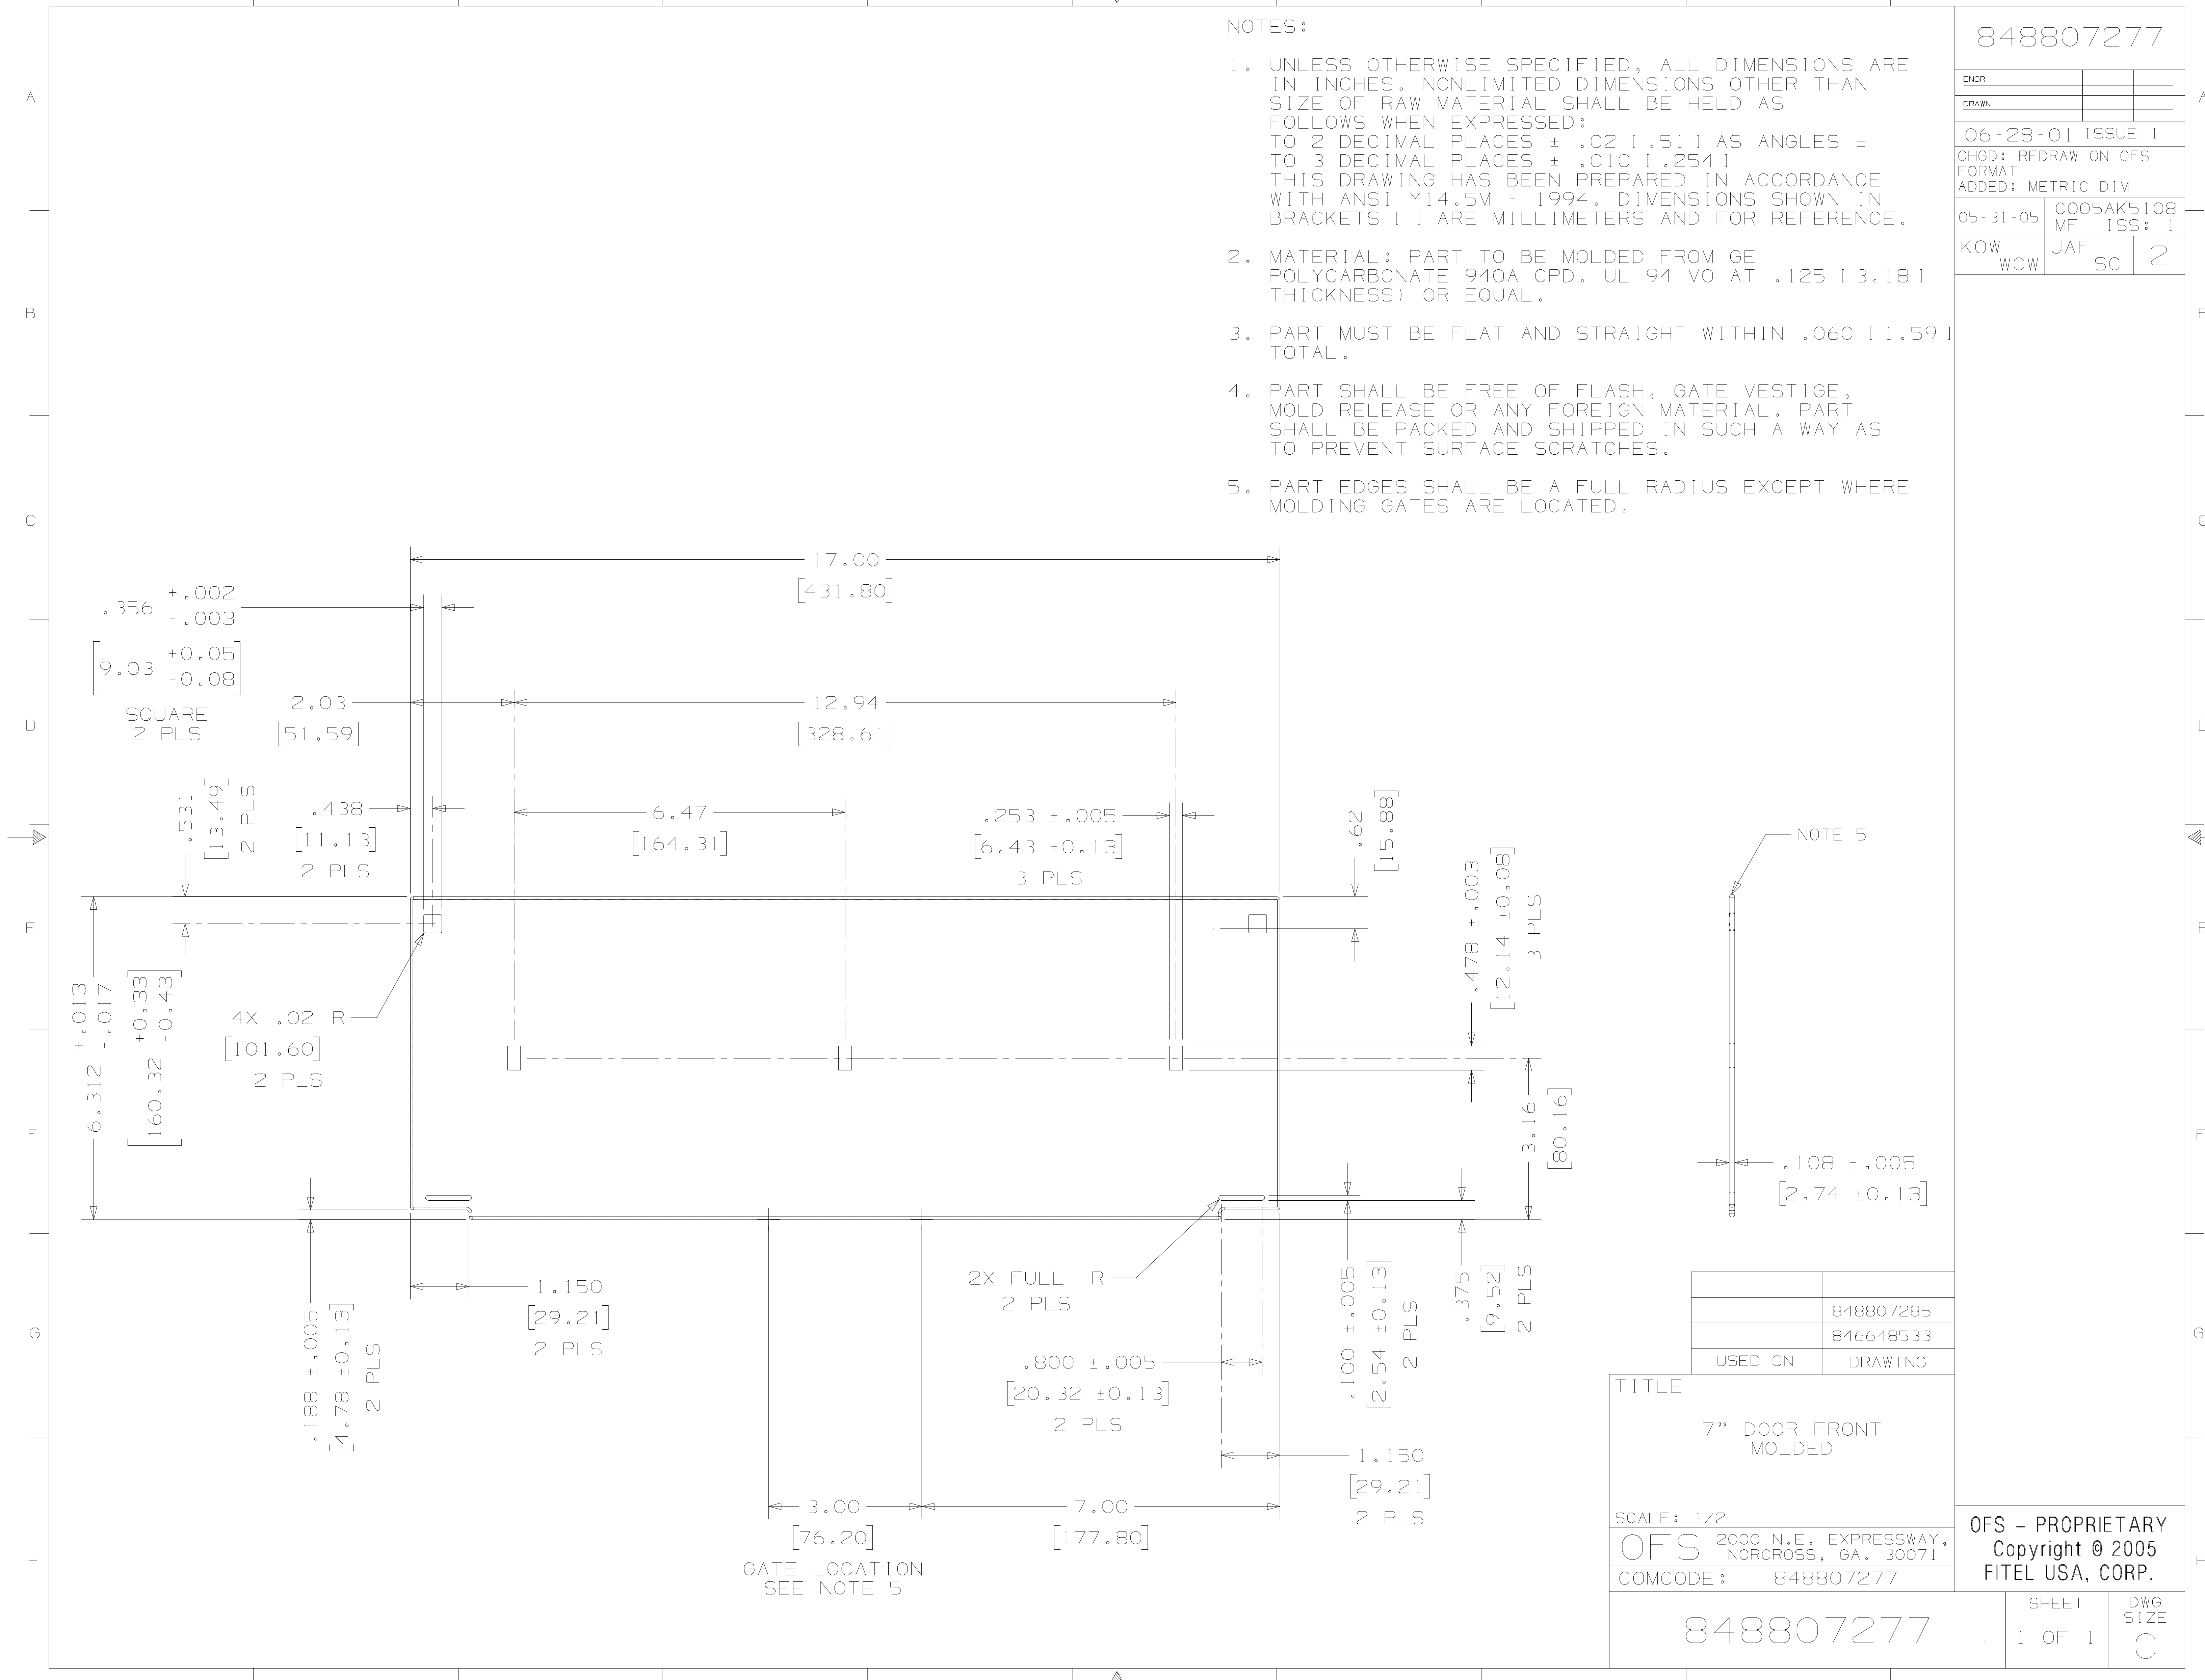 NOTES:
1. UNLESS OTHERWISE SPECIFIED, ALL DIMENSIONS ARE
IN INCHES. NONLIMITED DIMENSIONS OTHER THAN
SIZE OF RAW MATERIAL SHALL BE HELD AS
FOLLOWS WHEN EXPRESSED:
TO 2 DECIMAL PLACES ± .02 [.51] AS ANGLES ±
TO 3 DECIMAL PLACES ± .010 [.254]
THIS DRAWING HAS BEEN PREPARED IN ACCORDANCE
WITH ANSI Y14.5M - 1994. DIMENSIONS SHOWN IN
BRACKETS [ ] ARE MILLIMETERS AND FOR REFERENCE.
2. MATERIAL: PART TO BE MOLDED FROM GE
POLYCARBONATE 940A CPD. UL 94 VO AT .125 [3.18]
THICKNESS) OR EQUAL.
3. PART MUST BE FLAT AND STRAIGHT WITHIN .060 [1.59]
TOTAL.
4. PART SHALL BE FREE OF FLASH, GATE VESTIGE,
MOLD RELEASE OR ANY FOREIGN MATERIAL. PART
SHALL BE PACKED AND SHIPPED IN SUCH A WAY AS
TO PREVENT SURFACE SCRATCHES.
5. PART EDGES SHALL BE A FULL RADIUS EXCEPT WHERE
MOLDING GATES ARE LOCATED.
848807277
ENGR
DRAWN
06-28-01 ISSUE 1
CHGD: REDRAW ON OFS
FORMAT
ADDED: METRIC DIM
05-31-05
C005AK5108
MF ISS: 1
KOW
WCW
JAF
SC
2
A
A
B
B
C
C
D
D
E
E
F
F
G
G
H
H
17.00
[431.80]
.356 +.002
-.003
[9.03 +0.05
-0.08]
SQUARE
2 PLS
2.03
[51.59]
12.94
[328.61]
.531
[13.49]
2 PLS
.438
[11.13]
2 PLS
6.47
[164.31]
.253 ±.005
[6.43 ±0.13]
3 PLS
.62
[15.88]
.478 ±.003
[12.14 ±0.08]
3 PLS
NOTE 5
6.312 +.013
-.017
[160.32 +0.33
-0.43]
4X .02 R
[101.60]
2 PLS
3.16
[80.16]
.108 ±.005
[2.74 ±0.13]
.188 ±.005
[4.78 ±0.13]
2 PLS
1.150
[29.21]
2 PLS
2X FULL R
2 PLS
.800 ±.005
[20.32 ±0.13]
2 PLS
.100 ±.005
[2.54 ±0.13]
2 PLS
.375
[9.52]
2 PLS
1.150
[29.21]
2 PLS
3.00
[76.20]
GATE LOCATION
SEE NOTE 5
7.00
[177.80]
848807285
846648533
USED ON
DRAWING
TITLE
7" DOOR FRONT
MOLDED
SCALE: 1/2
OFS
2000 N.E. EXPRESSWAY,
NORCROSS, GA. 30071
COMCODE: 848807277
OFS - PROPRIETARY
Copyright © 2005
FITEL USA, CORP.
848807277
SHEET
1 OF 1
DWG
SIZE
C